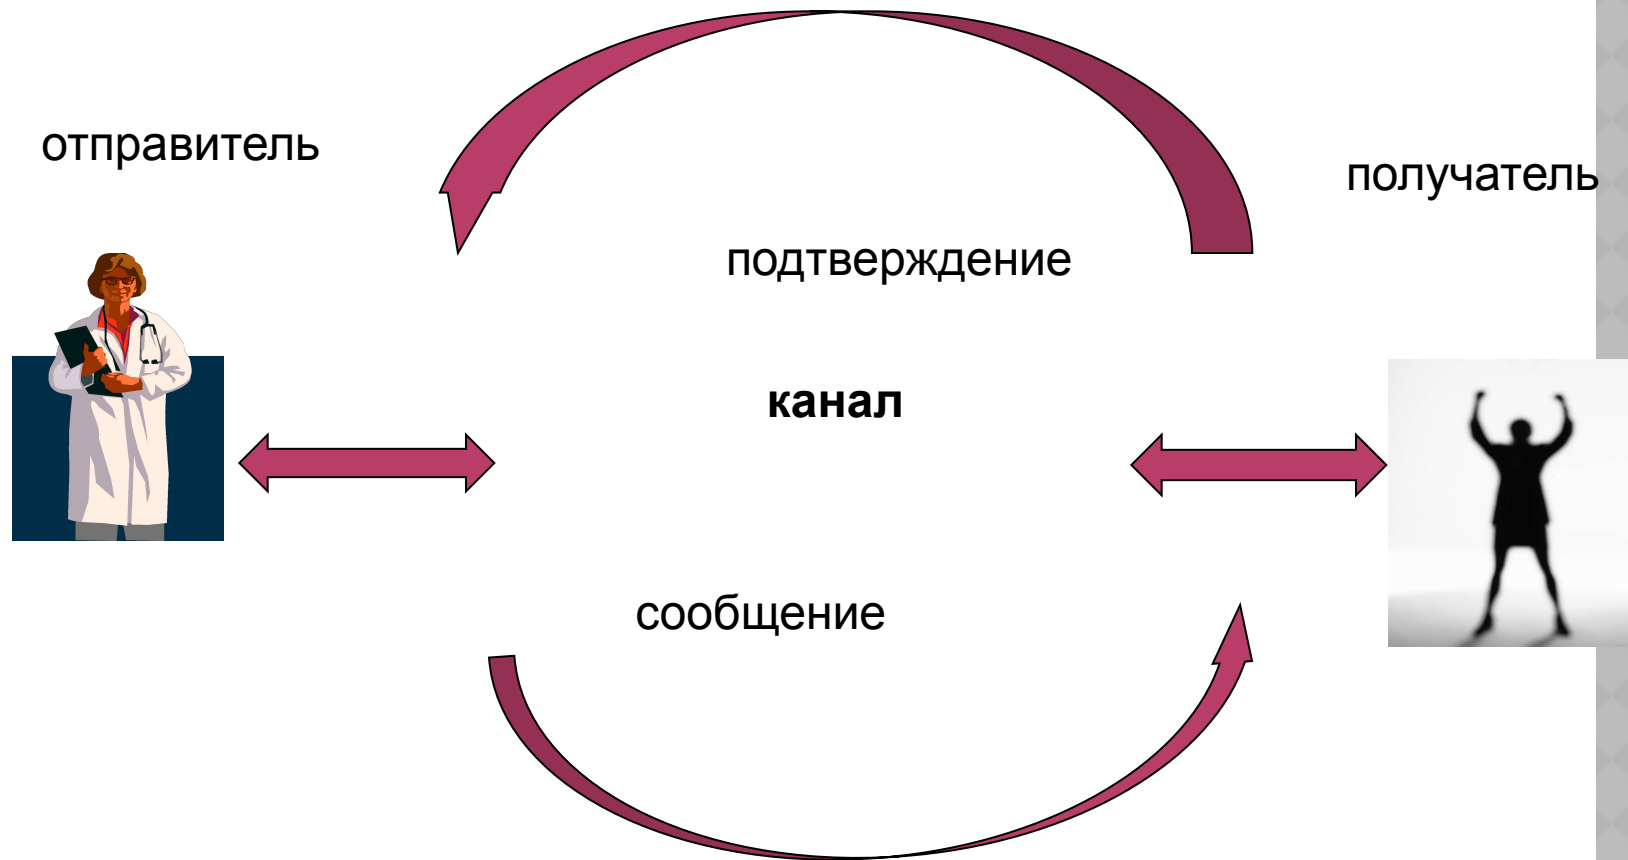 отправитель
получатель
подтверждение
канал
сообщение